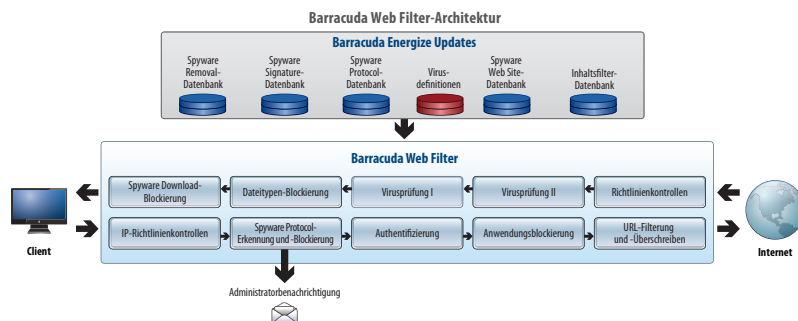 Barracuda Web Filter-Architektur
Barracuda Energize Updates
Spyware
Removal-
Datenbank
Spyware
Signature-
Datenbank
Spyware
Protocol-
Datenbank
Virus-
definitionen
Spyware
Web Site-
Datenbank
Inhaltsfilter-
Datenbank
Barracuda Web Filter
Spyware Download-
Blockierung
Dateitypen-Blockierung
Virusprüfung I
Virusprüfung II
Richtlinienkontrollen
IP-Richtlinienkontrollen
Spyware Protocol-
Erkennung und -Blockierung
Authentifizierung
Anwendungsblockierung
URL-Filterung
und -Überschreiben
Client
Internet
Administratorbenachrichtigung